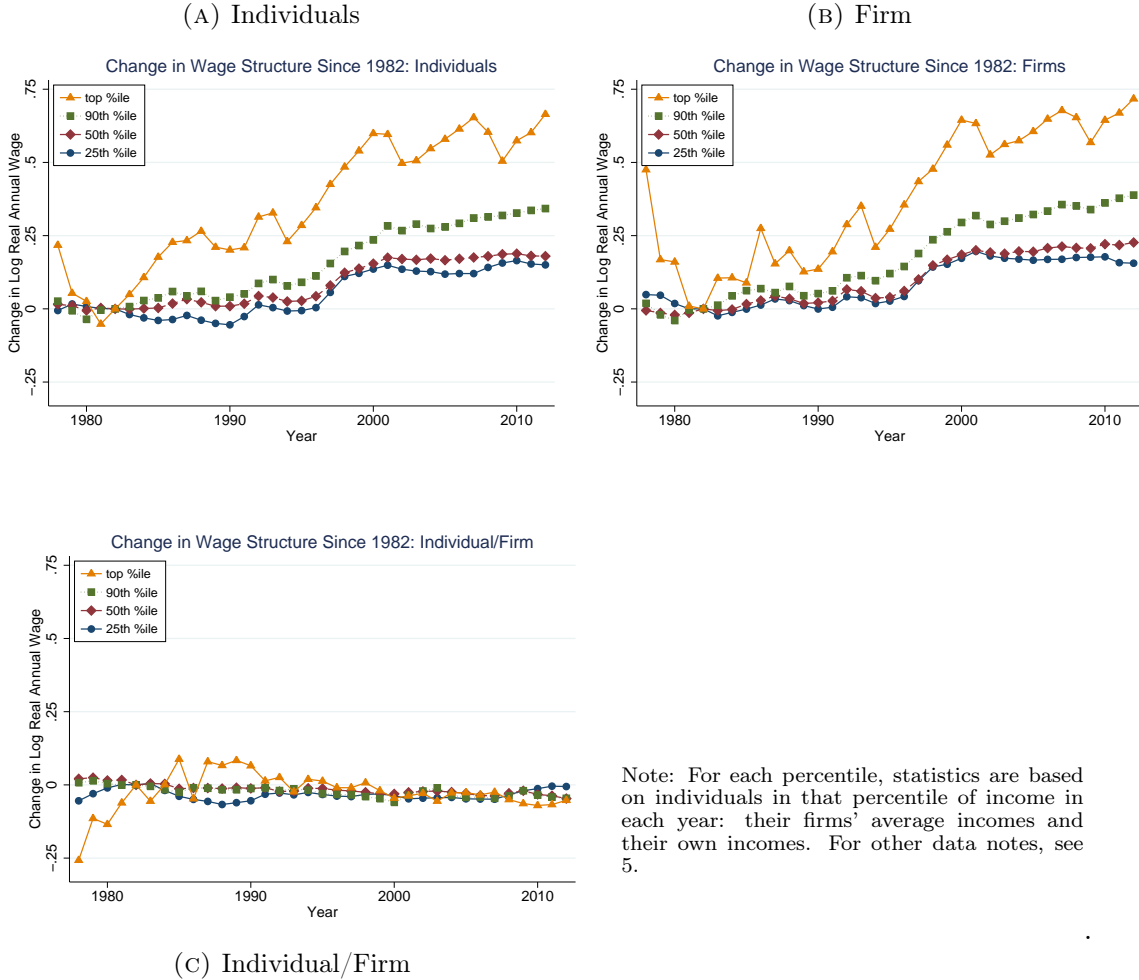 (A) Individuals
(B) Firm
Change in Wage Structure Since 1982: Individuals
Change in Log Real Annual Wage
.75
.5
.25
0
-.25
top %ile
90th %ile
50th %ile
25th %ile
1980
1990
2000
2010
Year
Change in Wage Structure Since 1982: Firms
Change in Log Real Annual Wage
.75
.5
.25
0
-.25
top %ile
90th %ile
50th %ile
25th %ile
1980
1990
2000
2010
Year
Change in Wage Structure Since 1982: Individual/Firm
Change in Log Real Annual Wage
.75
.5
.25
0
-.25
top %ile
90th %ile
50th %ile
25th %ile
1980
1990
2000
2010
Year
Note: For each percentile, statistics are based
on individuals in that percentile of income in
each year: their firms' average incomes and
their own incomes. For other data notes, see
5.
.
(C) Individual/Firm